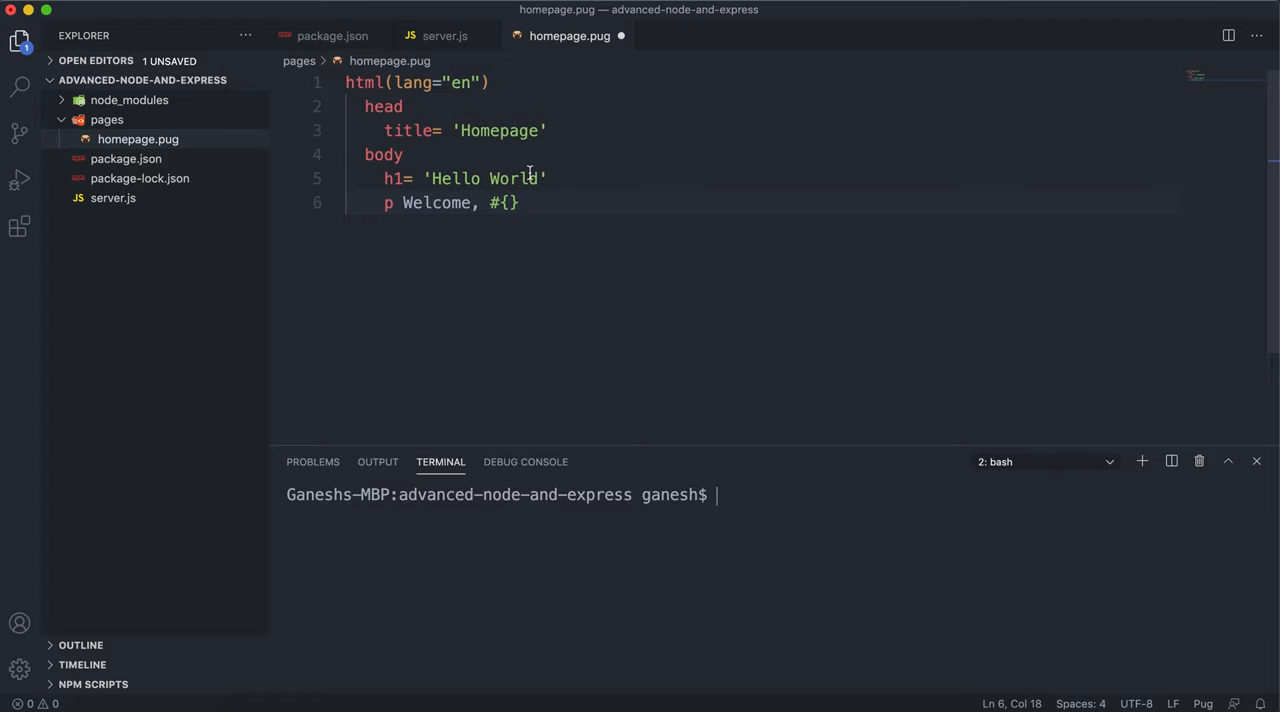 homepage.pug — advanced-node-and-express
EXPLORER ···
package.json
JS server.js
homepage.pug
1
OPEN EDITORS 1 UNSAVED
pages > homepage.pug
ADVANCED-NODE-AND-EXPRESS
node_modules
pages
homepage.pug
package.json
package-lock.json
JS server.js
1 html(lang="en")
2 head
3 title= 'Homepage'
4 body
5 h1= 'Hello World'
6 p Welcome, #{}
PROBLEMS OUTPUT TERMINAL DEBUG CONSOLE 2: bash
Ganeshs-MBP:advanced-node-and-express ganesh$
OUTLINE
TIMELINE
NPM SCRIPTS
0 0 Ln 6, Col 18 Spaces: 4 UTF-8 LF Pug